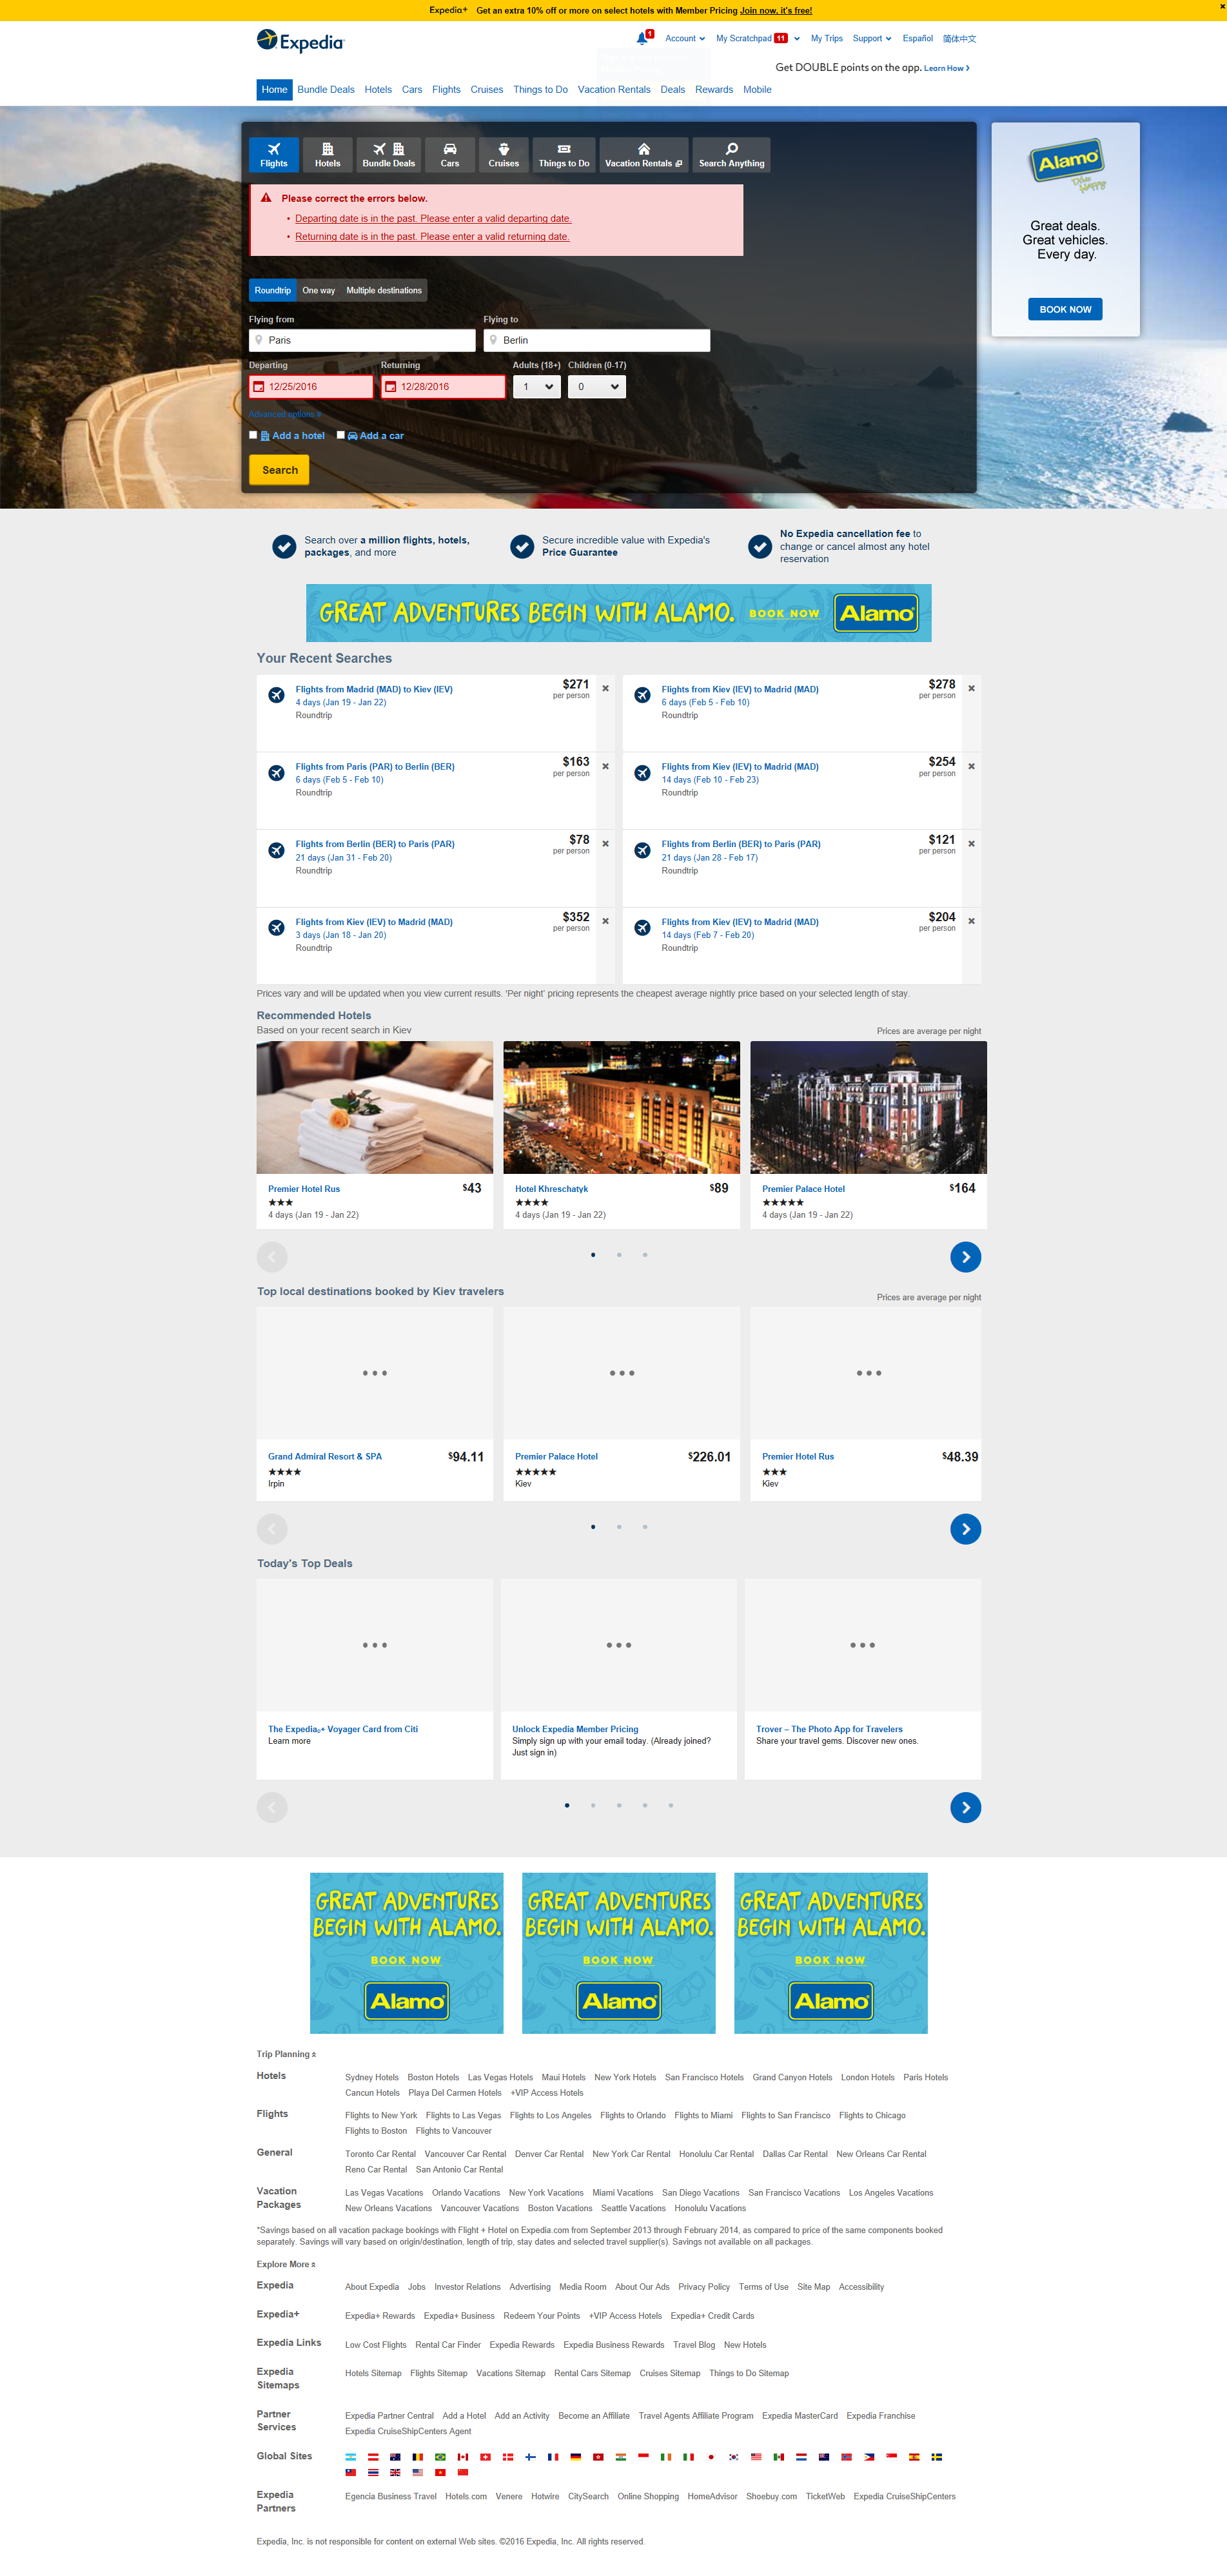 Expedia+ Get an extra 10% off or more on select hotels with Member Pricing Join now, it's free!
Expedia
1 Account My Scratchpad 11 My Trips Support Español 简体中文
Get DOUBLE points on the app. Learn How
Home Bundle Deals Hotels Cars Flights Cruises Things to Do Vacation Rentals Deals Rewards Mobile
Flights Hotels Bundle Deals Cars Cruises Things to Do Vacation Rentals Search Anything
Alamo
Drive Happy
Great deals.
Great vehicles.
Every day.
BOOK NOW
Please correct the errors below.
• Departing date is in the past. Please enter a valid departing date.
• Returning date is in the past. Please enter a valid returning date.
Roundtrip One way Multiple destinations
Flying from Flying to
Paris Berlin
Departing Returning Adults (18+) Children (0-17)
12/25/2016 12/28/2016 1 0
Advanced options
Add a hotel Add a car
Search
Search over a million flights, hotels,
packages, and more
Secure incredible value with Expedia's
Price Guarantee
No Expedia cancellation fee to
change or cancel almost any hotel
reservation
GREAT ADVENTURES BEGIN WITH ALAMO. BOOK NOW Alamo
Your Recent Searches
Flights from Madrid (MAD) to Kiev (IEV) $271
4 days (Jan 19 - Jan 22) per person
Roundtrip
Flights from Kiev (IEV) to Madrid (MAD) $278
6 days (Feb 5 - Feb 10) per person
Roundtrip
Flights from Paris (PAR) to Berlin (BER) $163
6 days (Feb 5 - Feb 10) per person
Roundtrip
Flights from Kiev (IEV) to Madrid (MAD) $254
14 days (Feb 10 - Feb 23) per person
Roundtrip
Flights from Berlin (BER) to Paris (PAR) $78
21 days (Jan 31 - Feb 20) per person
Roundtrip
Flights from Berlin (BER) to Paris (PAR) $121
21 days (Jan 28 - Feb 17) per person
Roundtrip
Flights from Kiev (IEV) to Madrid (MAD) $352
3 days (Jan 18 - Jan 20) per person
Roundtrip
Flights from Kiev (IEV) to Madrid (MAD) $204
14 days (Feb 7 - Feb 20) per person
Roundtrip
Prices vary and will be updated when you view current results. 'Per night' pricing represents the cheapest average nightly price based on your selected length of stay.
Recommended Hotels
Based on your recent search in Kiev Prices are average per night
Premier Hotel Rus $43
★★★
4 days (Jan 19 - Jan 22)
Hotel Khreschatyk $89
★★★★
4 days (Jan 19 - Jan 22)
Premier Palace Hotel $164
★★★★★
4 days (Jan 19 - Jan 22)
Top local destinations booked by Kiev travelers Prices are average per night
Grand Admiral Resort & SPA $94.11
★★★★
Irpin
Premier Palace Hotel $226.01
★★★★★
Kiev
Premier Hotel Rus $48.39
★★★
Kiev
Today's Top Deals
The Expedia®+ Voyager Card from Citi
Learn more
Unlock Expedia Member Pricing
Simply sign up with your email today. (Already joined?
Just sign in)
Trover – The Photo App for Travelers
Share your travel gems. Discover new ones.
GREAT ADVENTURES
BEGIN WITH ALAMO.
BOOK NOW
Alamo
GREAT ADVENTURES
BEGIN WITH ALAMO.
BOOK NOW
Alamo
GREAT ADVENTURES
BEGIN WITH ALAMO.
BOOK NOW
Alamo
Trip Planning
Hotels Sydney Hotels Boston Hotels Las Vegas Hotels Maui Hotels New York Hotels San Francisco Hotels Grand Canyon Hotels London Hotels Paris Hotels
Cancun Hotels Playa Del Carmen Hotels +VIP Access Hotels
Flights Flights to New York Flights to Las Vegas Flights to Los Angeles Flights to Orlando Flights to Miami Flights to San Francisco Flights to Chicago
Flights to Boston Flights to Vancouver
General Toronto Car Rental Vancouver Car Rental Denver Car Rental New York Car Rental Honolulu Car Rental Dallas Car Rental New Orleans Car Rental
Reno Car Rental San Antonio Car Rental
Vacation Packages Las Vegas Vacations Orlando Vacations New York Vacations Miami Vacations San Diego Vacations San Francisco Vacations Los Angeles Vacations
New Orleans Vacations Vancouver Vacations Boston Vacations Seattle Vacations Honolulu Vacations
*Savings based on all vacation package bookings with Flight + Hotel on Expedia.com from September 2013 through February 2014, as compared to price of the same components booked
separately. Savings will vary based on origin/destination, length of trip, stay dates and selected travel supplier(s). Savings not available on all packages.
Explore More
Expedia About Expedia Jobs Investor Relations Advertising Media Room About Our Ads Privacy Policy Terms of Use Site Map Accessibility
Expedia+ Expedia+ Rewards Expedia+ Business Redeem Your Points +VIP Access Hotels Expedia+ Credit Cards
Expedia Links Low Cost Flights Rental Car Finder Expedia Rewards Expedia Business Rewards Travel Blog New Hotels
Expedia Sitemaps Hotels Sitemap Flights Sitemap Vacations Sitemap Rental Cars Sitemap Cruises Sitemap Things to Do Sitemap
Partner Services Expedia Partner Central Add a Hotel Add an Activity Become an Affiliate Travel Agents Affiliate Program Expedia MasterCard Expedia Franchise
Expedia CruiseShipCenters Agent
Global Sites
Expedia Partners Egencia Business Travel Hotels.com Venere Hotwire CitySearch Online Shopping HomeAdvisor Shoebuy.com TicketWeb Expedia CruiseShipCenters
Expedia, Inc. is not responsible for content on external Web sites. ©2016 Expedia, Inc. All rights reserved.